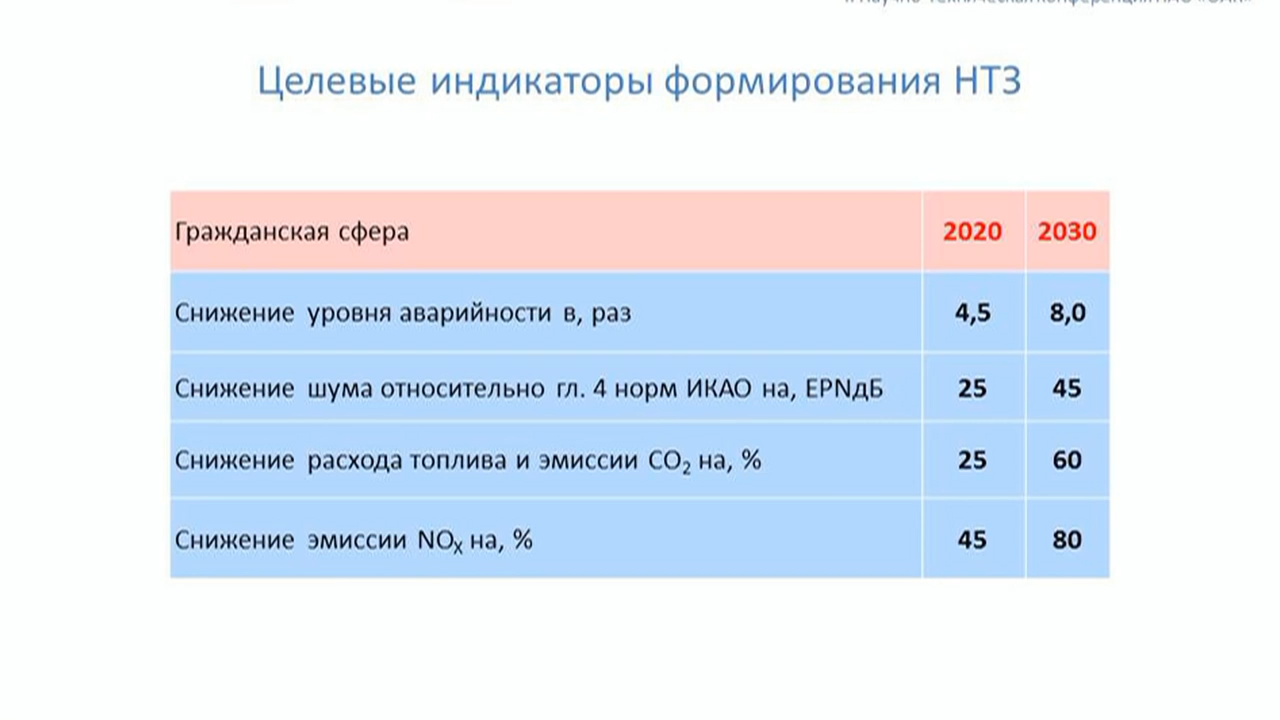 Целевые индикаторы формирования НТЗ
Гражданская сфера 2020 2030
Снижение уровня аварийности в, раз 4,5 8,0
Снижение шума относительно гл. 4 норм ИКАО на, EPNдБ 25 45
Снижение расхода топлива и эмиссии CO₂ на, % 25 60
Снижение эмиссии NOₓ на, % 45 80